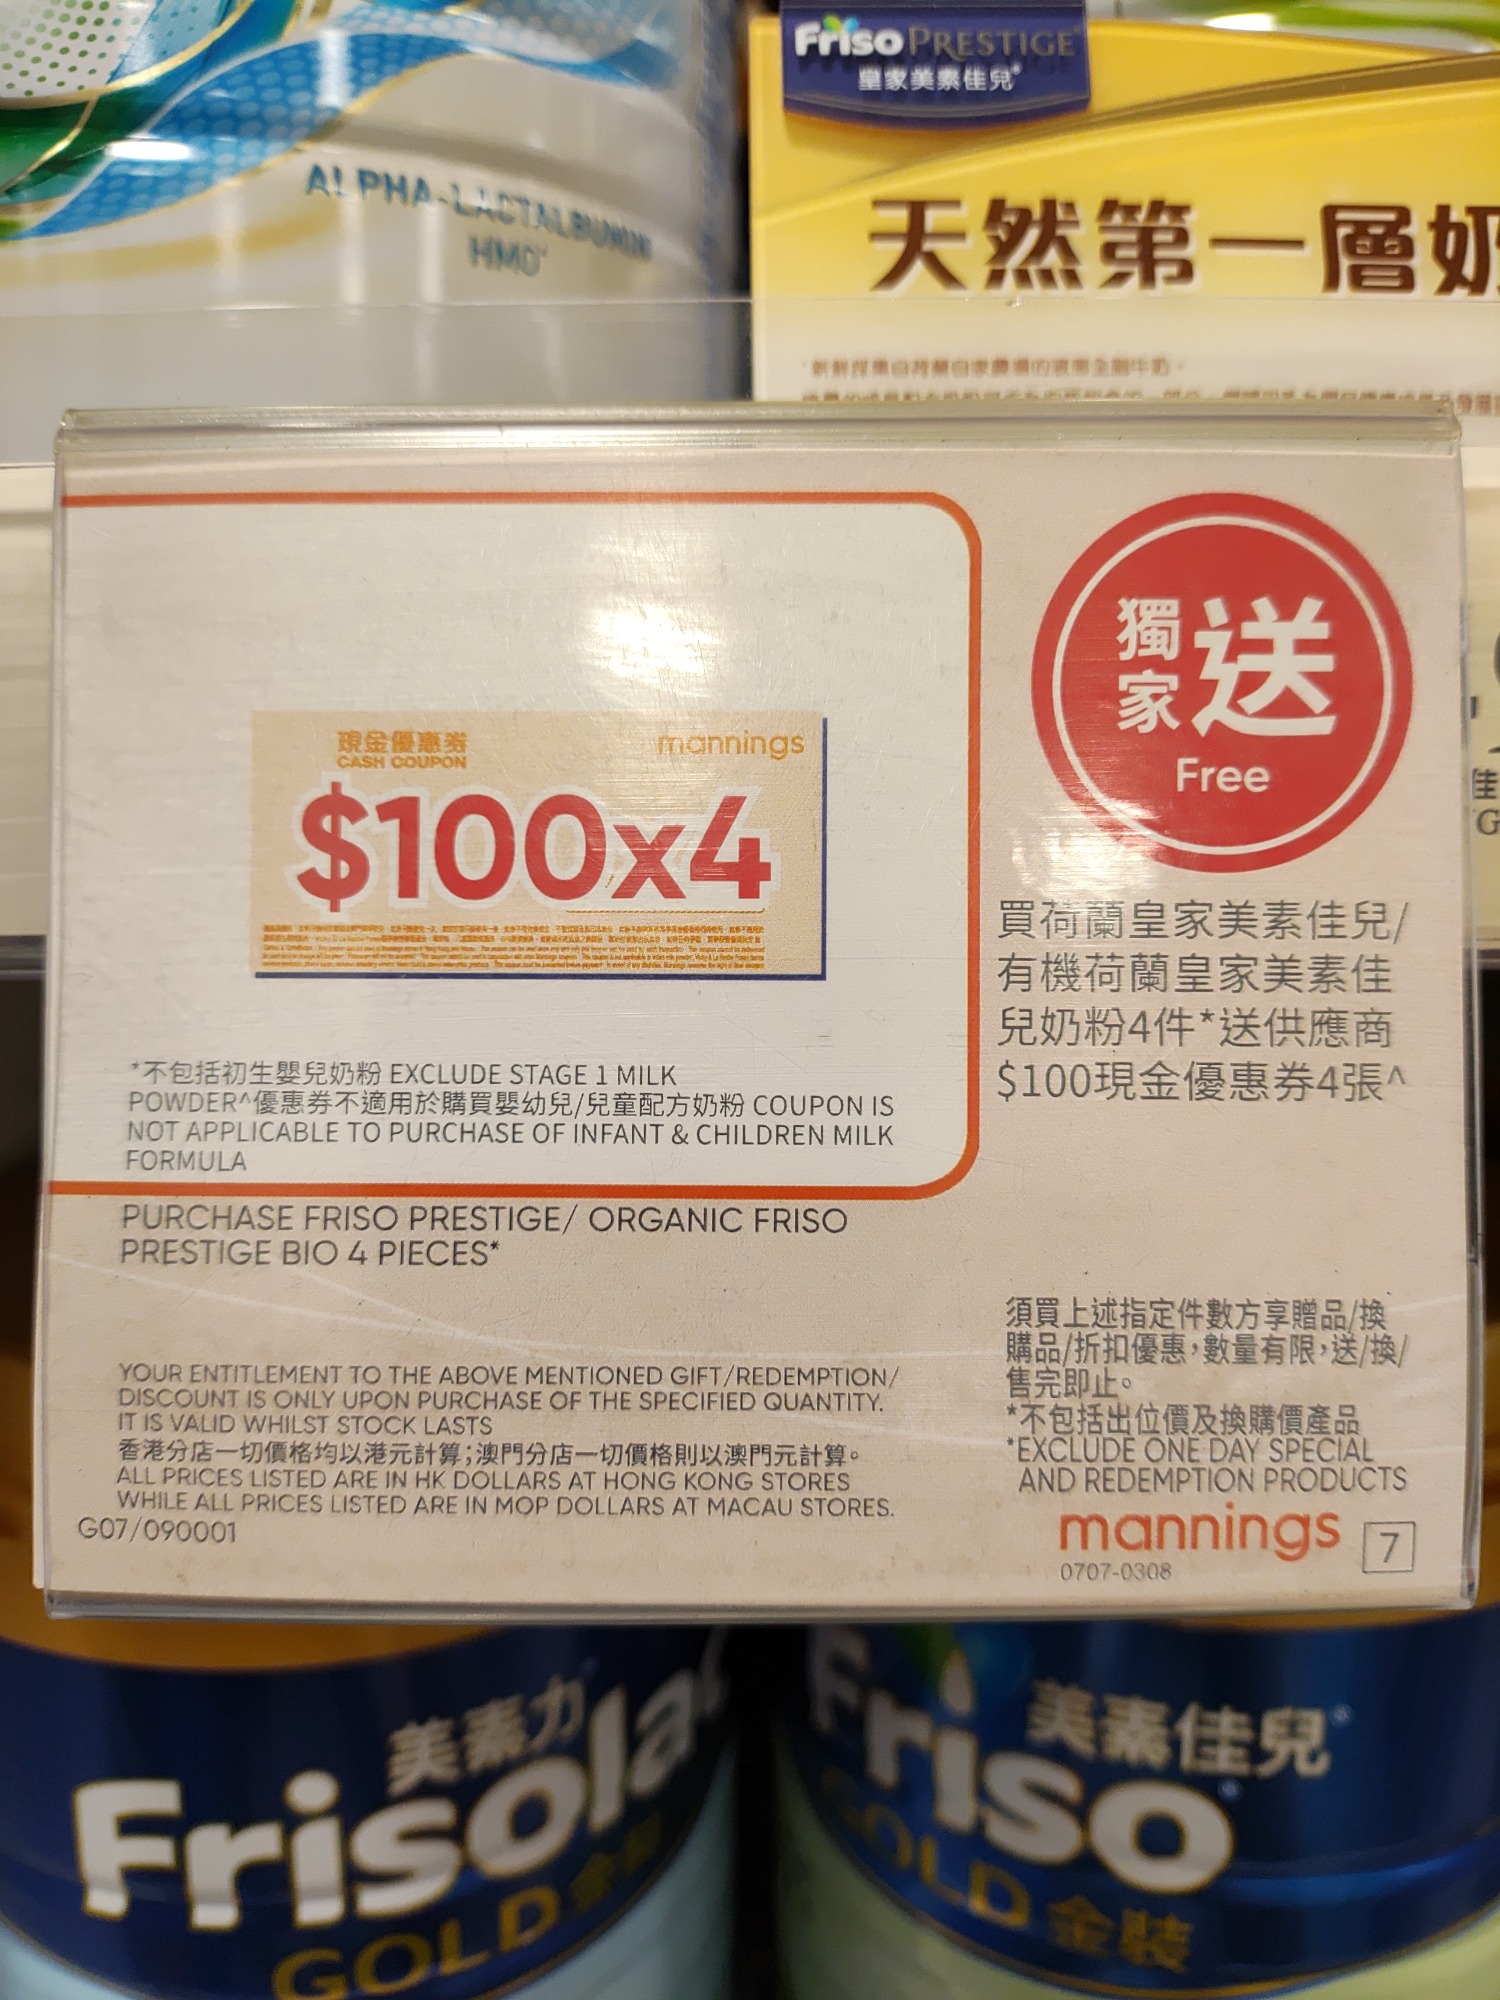 ALPHA-LACTALBUMIN
HMO
Friso PRESTIGE
皇家美素佳兒
天然第一層奶
現金優惠券
CASH COUPON
mannings
$100x4
獨家
送
Free
買荷蘭皇家美素佳兒/
有機荷蘭皇家美素佳
兒奶粉4件*送供應商
$100現金優惠券4張^
*不包括初生嬰兒奶粉 EXCLUDE STAGE 1 MILK
POWDER^優惠券不適用於購買嬰幼兒/兒童配方奶粉 COUPON IS
NOT APPLICABLE TO PURCHASE OF INFANT & CHILDREN MILK
FORMULA
PURCHASE FRISO PRESTIGE/ ORGANIC FRISO
PRESTIGE BIO 4 PIECES*
YOUR ENTITLEMENT TO THE ABOVE MENTIONED GIFT/REDEMPTION/
DISCOUNT IS ONLY UPON PURCHASE OF THE SPECIFIED QUANTITY.
IT IS VALID WHILST STOCK LASTS
香港分店一切價格均以港元計算;澳門分店一切價格則以澳門元計算。
ALL PRICES LISTED ARE IN HK DOLLARS AT HONG KONG STORES
WHILE ALL PRICES LISTED ARE IN MOP DOLLARS AT MACAU STORES.
G07/090001
須買上述指定件數方享贈品/換
購品/折扣優惠,數量有限,送/換/
售完即止。
*不包括出位價及換購價產品
*EXCLUDE ONE DAY SPECIAL
AND REDEMPTION PRODUCTS
mannings
7
0707-0308
美素力
Frisolac
GOLD
美素佳兒
Friso
GOLD 金裝